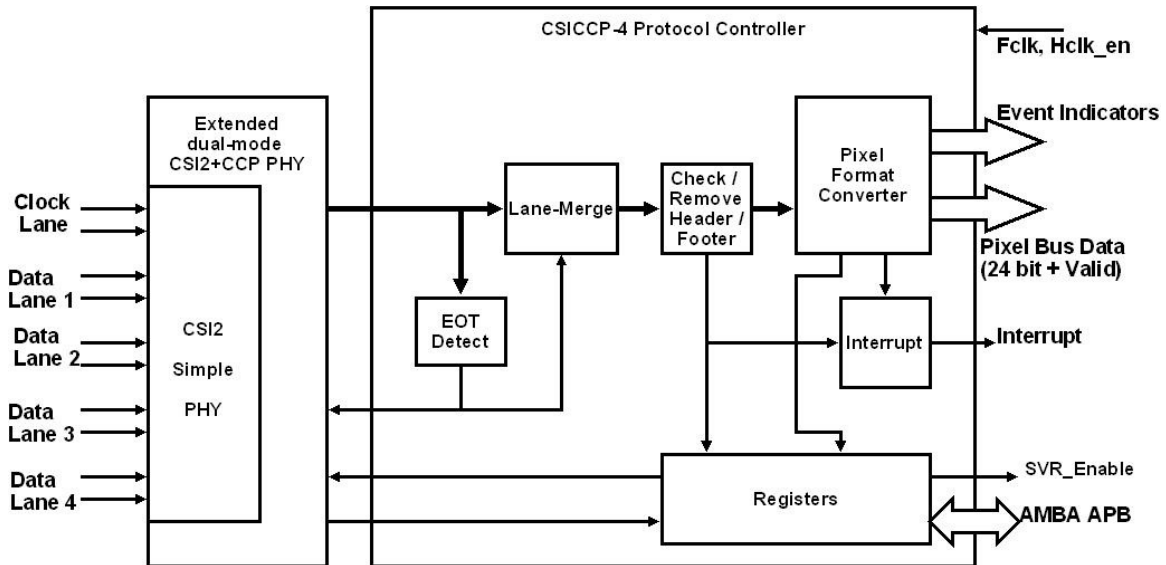 CSICCP-4 Protocol Controller
Fclk, Hclk_en
Extended
dual-mode
CSI2+CCP PHY
Event Indicators
Pixel
Format
Converter
Check /
Remove
Header /
Footer
Lane-Merge
Clock
Lane
Pixel Bus Data
(24 bit + Valid)
Data
Lane 1
EOT
Detect
CSI2
Simple
PHY
Data
Lane 2
Interrupt
Interrupt
Data
Lane 3
Data
Lane 4
Registers
SVR_Enable
AMBA APB